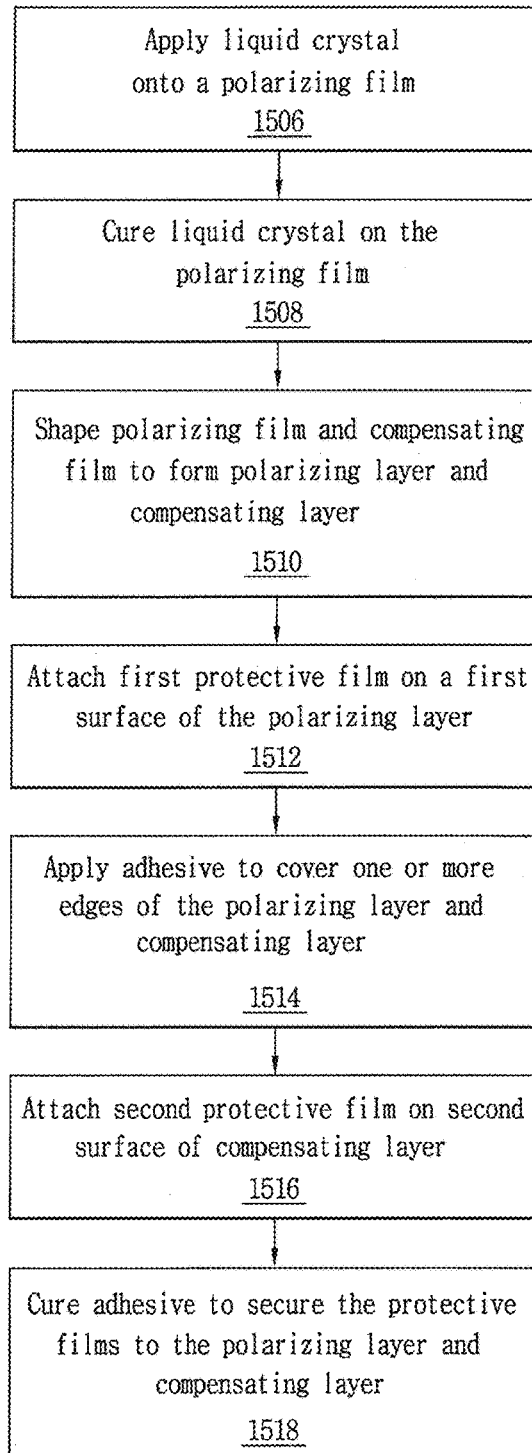 Apply liquid crystal
onto a polarizing film
1506
Cure liquid crystal on the
polarizing film
1508
Shape polarizing film and compensating
film to form polarizing layer and
compensating layer
1510
Attach first protective film on a first
surface of the polarizing layer
1512
Apply adhesive to cover one or more
edges of the polarizing layer and
compensating layer
1514
Attach second protective film on second
surface of compensating layer
1516
Cure adhesive to secure the protective
films to the polarizing layer and
compensating layer
1518